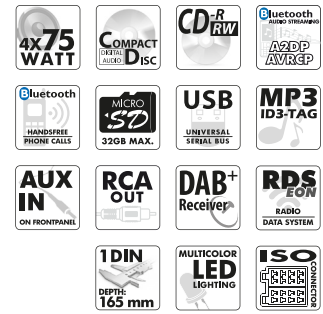 4x75
WATT
COMPACT
DIGITAL
AUDIO
DISC
CD-R
RW
Bluetooth
AUDIO STREAMING
A2DP
AVRCP
Bluetooth
HANDSFREE
PHONE CALLS
MICRO
SD
32GB MAX.
USB
UNIVERSAL
SERIAL BUS
MP3
ID3-TAG
AUX
IN
ON FRONTPANEL
RCA
OUT
DAB+
Receiver
RDS
EON
RADIO
DATA SYSTEM
1 DIN
DEPTH:
165 mm
MULTICOLOR
LED
LIGHTING
ISO
CONNECTOR